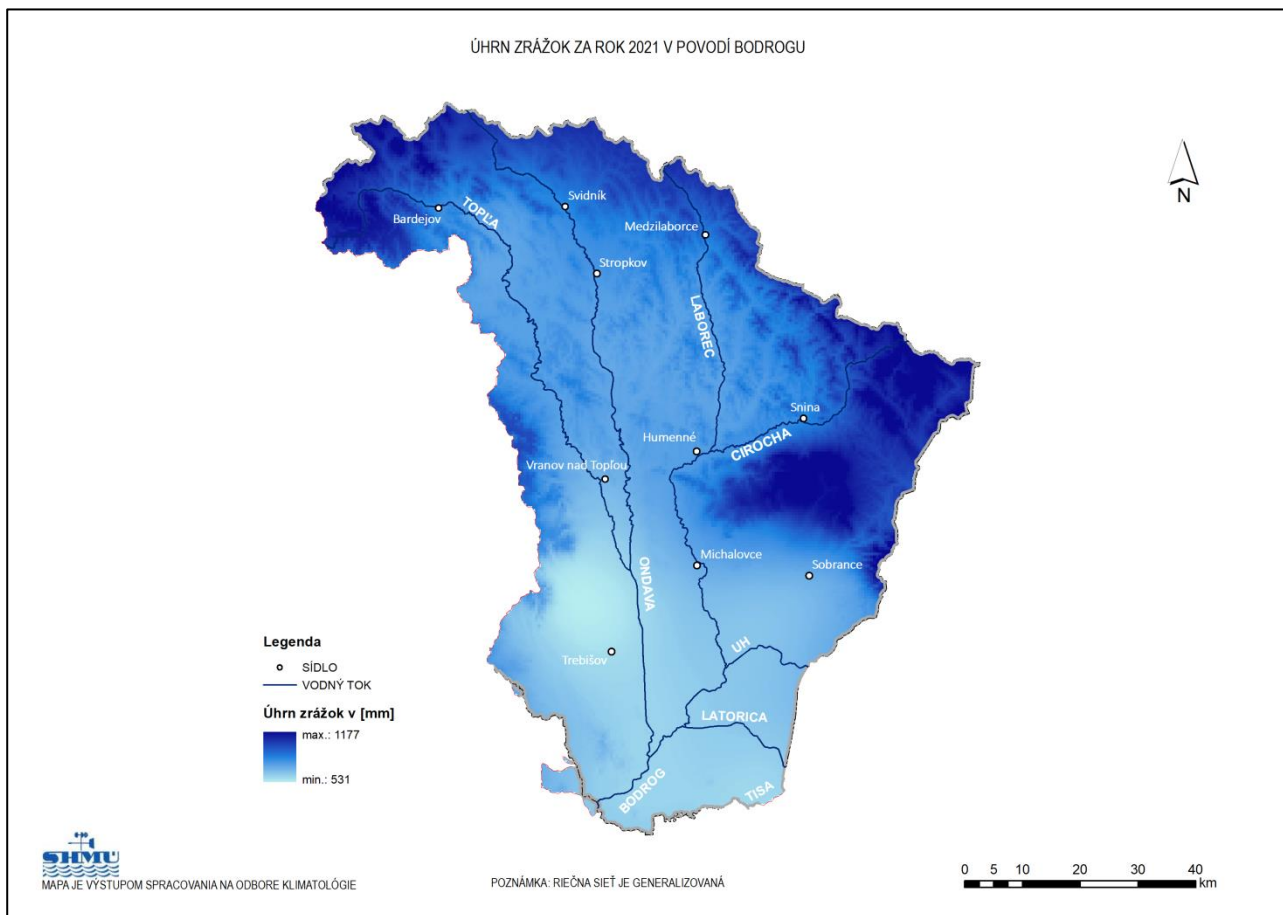 ÚHRN ZRÁŽOK ZA ROK 2021 V POVODÍ BODROGU
N
Svidník
TOPĽA
Bardejov
Medzilaborce
Stropkov
LABOREC
Snina
Humenné
CIROCHA
Vranov nad Topľou
Michalovce
Sobrance
ONDAVA
UH
Trebišov
LATORICA
BODROG
TISA
Legenda
SÍDLO
VODNÝ TOK
Úhrn zrážok v [mm]
max.: 1177
min.: 531
SHMÚ
MAPA JE VÝSTUPOM SPRACOVANIA NA ODBORE KLIMATOLÓGIE
POZNÁMKA: RIEČNA SIEŤ JE GENERALIZOVANÁ
0 5 10 20 30 40
km